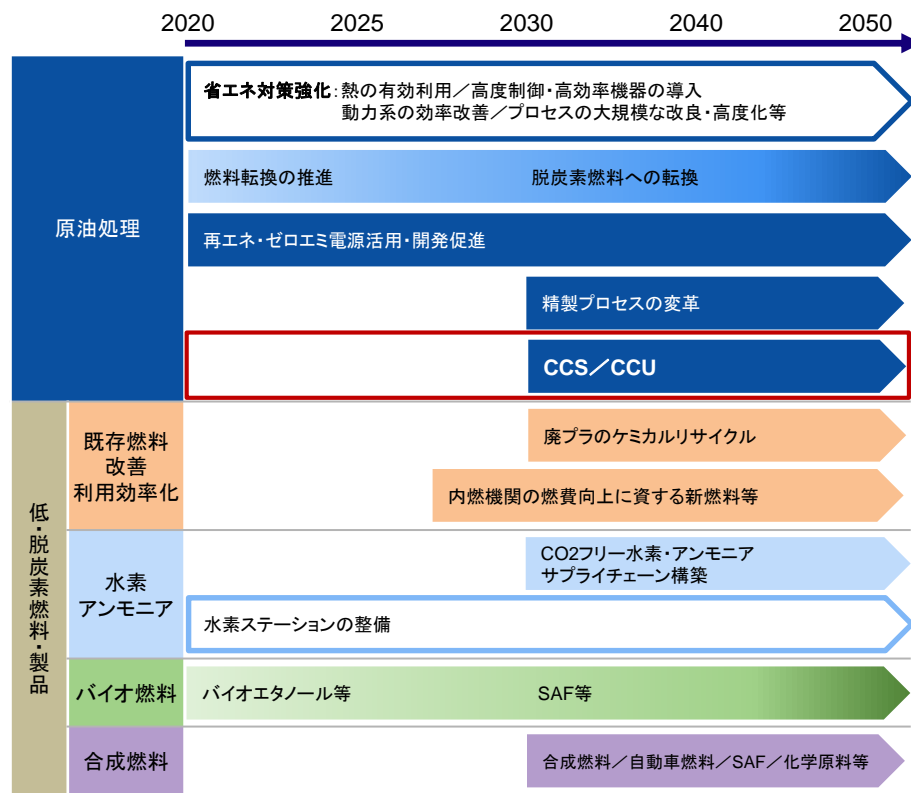 2020 2025 2030 2040 2050
原油処理
省エネ対策強化：熱の有効利用／高度制御・高効率機器の導入
動力系の効率改善／プロセスの大規模な改良・高度化等
燃料転換の推進 脱炭素燃料への転換
再エネ・ゼロエミ電源活用・開発促進
精製プロセスの変革
CCS／CCU
低・脱炭素燃料・製品
既存燃料
改善
利用効率化
廃プラのケミカルリサイクル
内燃機関の燃費向上に資する新燃料等
水素
アンモニア
CO2フリー水素・アンモニア
サプライチェーン構築
水素ステーションの整備
バイオ燃料
バイオエタノール等 SAF等
合成燃料
合成燃料／自動車燃料／SAF／化学原料等